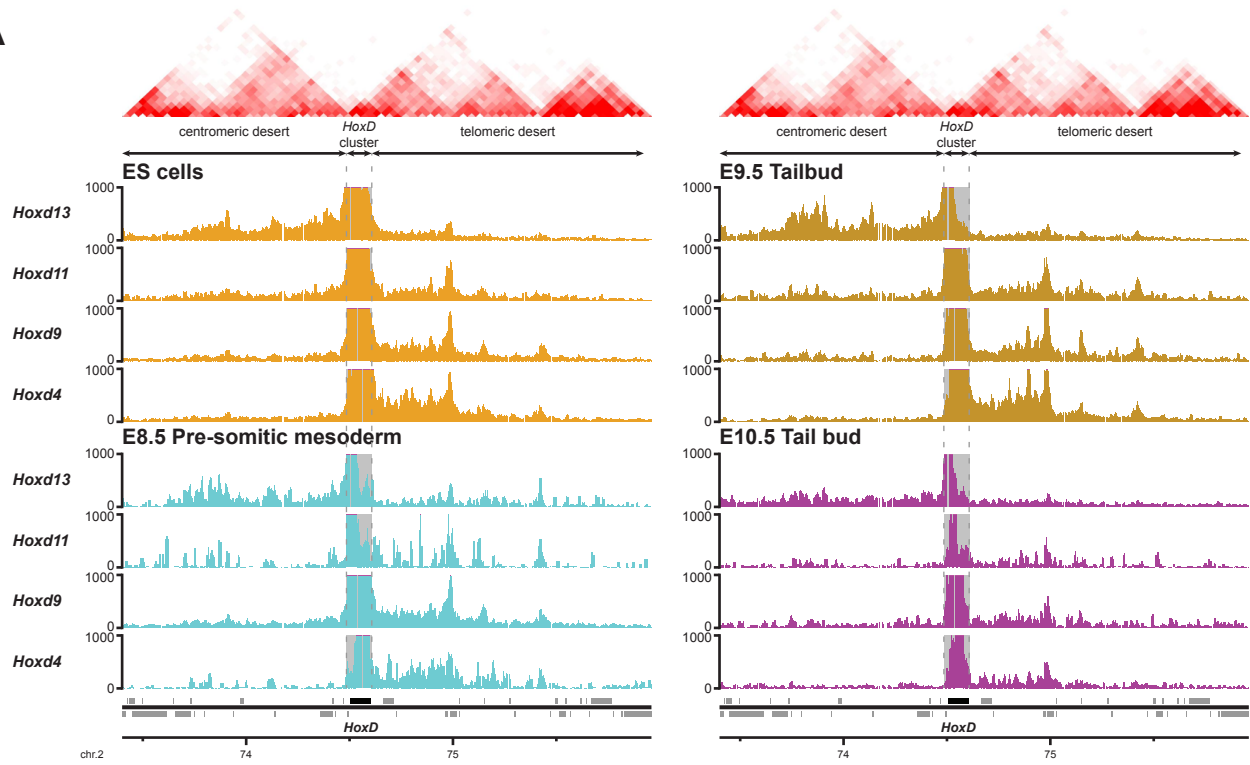 A
centromeric desert
HoxD
cluster
telomeric desert
centromeric desert
HoxD
cluster
telomeric desert
ES cells
E9.5 Tailbud
Hoxd13
1000
0
1000
0
Hoxd11
1000
0
1000
0
Hoxd9
1000
0
1000
0
Hoxd4
1000
0
1000
0
E8.5 Pre-somitic mesoderm
E10.5 Tail bud
Hoxd13
1000
0
1000
0
Hoxd11
1000
0
1000
0
Hoxd9
1000
0
1000
0
Hoxd4
1000
0
1000
0
HoxD
HoxD
chr.2
74
75
74
75